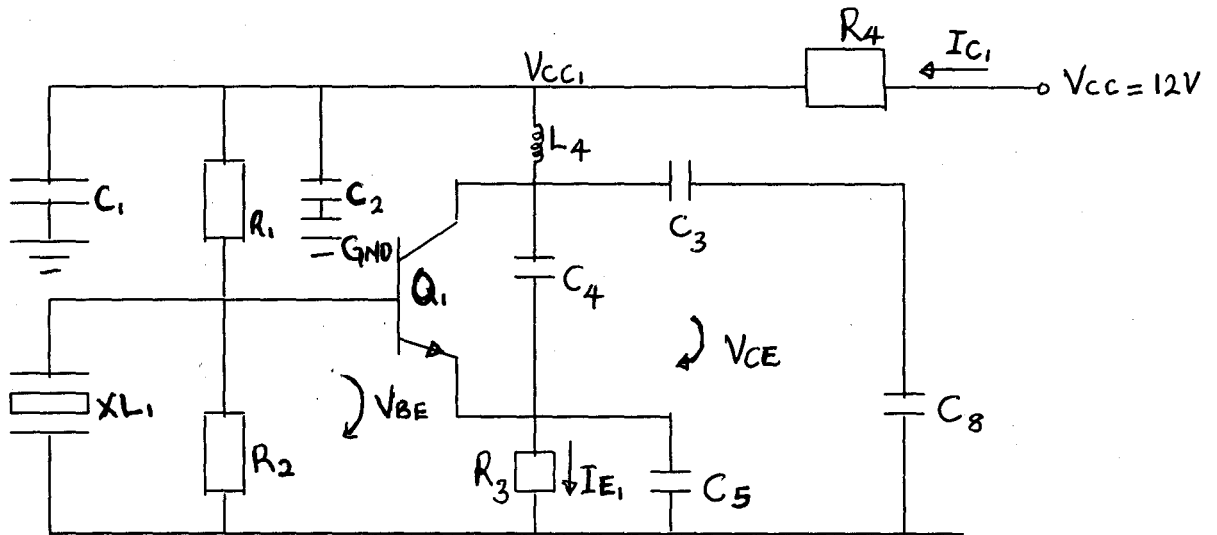 R4
IC1
VCC1
VCC = 12V
L4
C1
R1
C2
GND
C3
Q1
C4
VCE
XL1
VBE
C8
R2
R3
IE1
C5